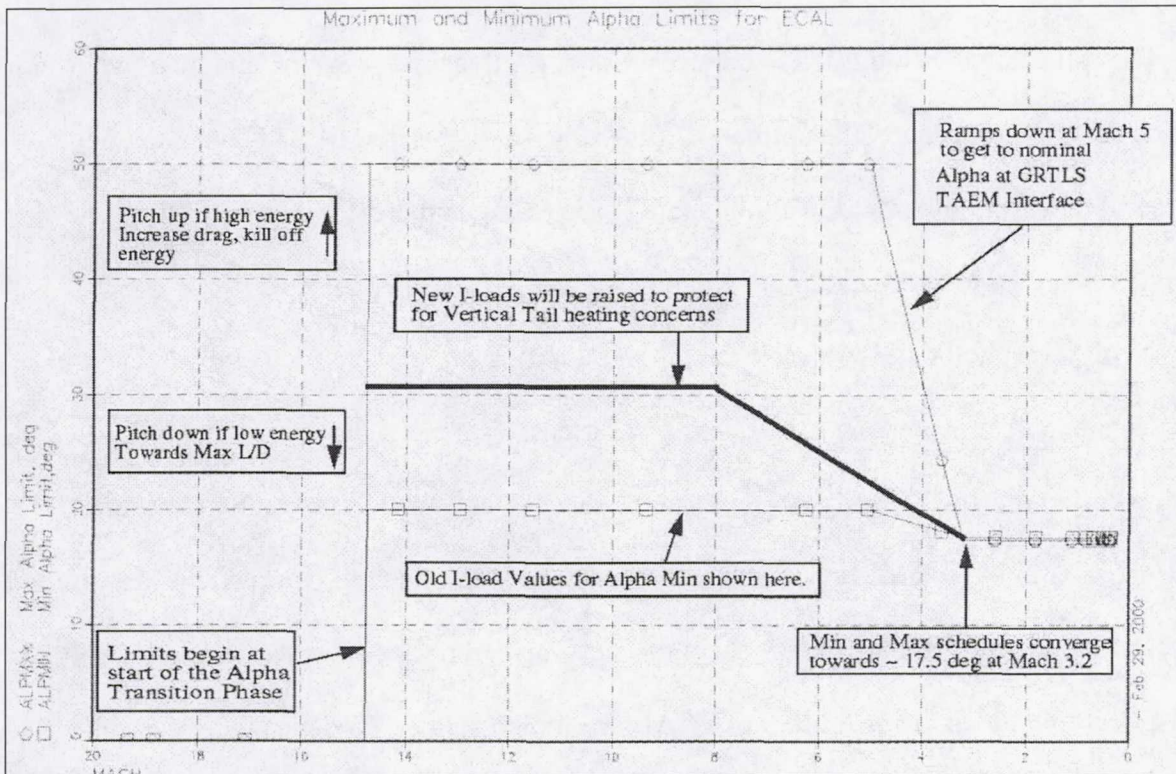 Maximum and Minimum Alpha Limits for ECAL
60
50
40
30
20
10
0
Ramps down at Mach 5
to get to nominal
Alpha at GRTLS
TAEM Interface
Pitch up if high energy
Increase drag, kill off
energy
New I-loads will be raised to protect
for Vertical Tail heating concerns
Pitch down if low energy
Towards Max L/D
Old I-load Values for Alpha Min shown here.
Limits begin at
start of the Alpha
Transition Phase
Min and Max schedules converge
towards ~ 17.5 deg at Mach 3.2
ALPMXX Max Alpha Limit, deg
ALPMIN Min Alpha Limit, deg
Feb 29, 2000
20 18 16 14 12 10 8 6 4 2 0
MACH